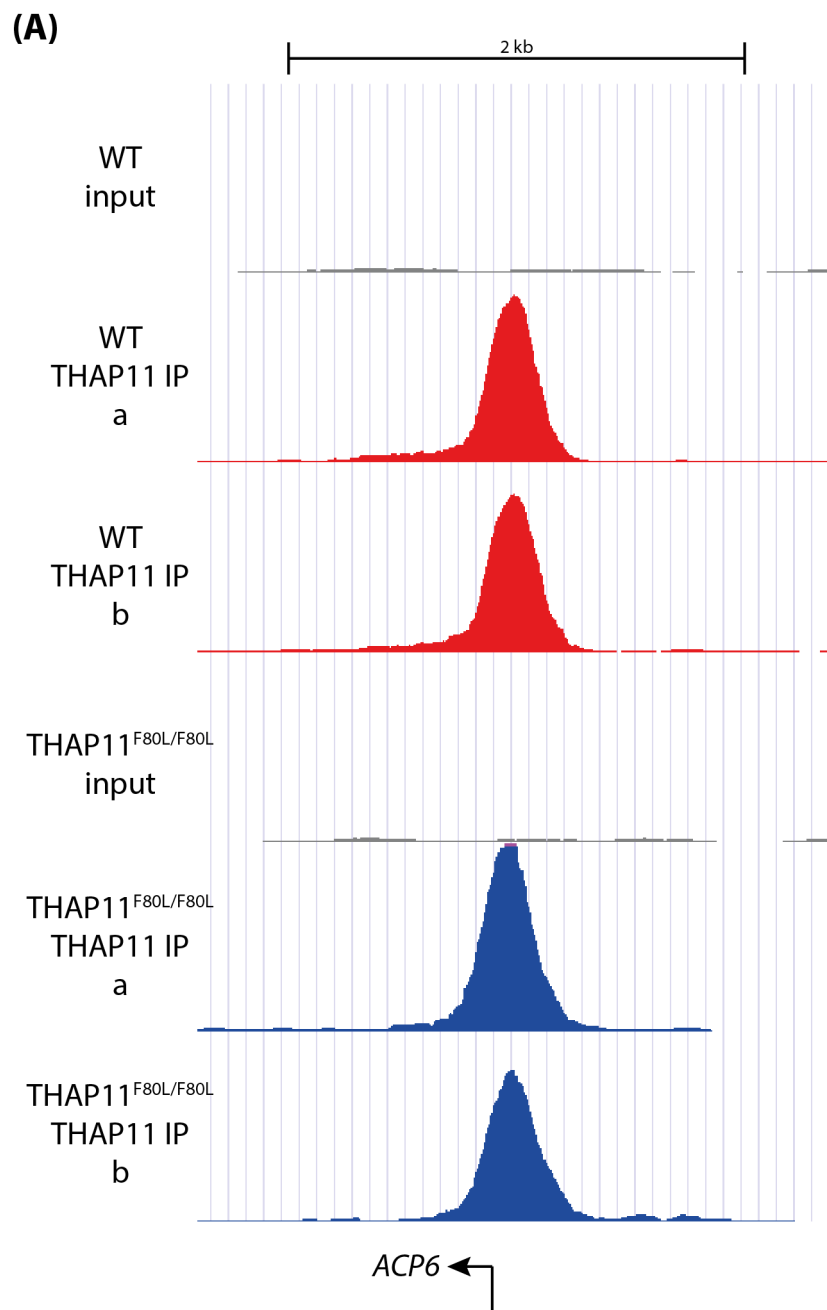 (A)
2 kb
WT
input
WT
THAP11 IP
a
WT
THAP11 IP
b
THAP11F80L/F80L
input
THAP11F80L/F80L
THAP11 IP
a
THAP11F80L/F80L
THAP11 IP
b
ACP6